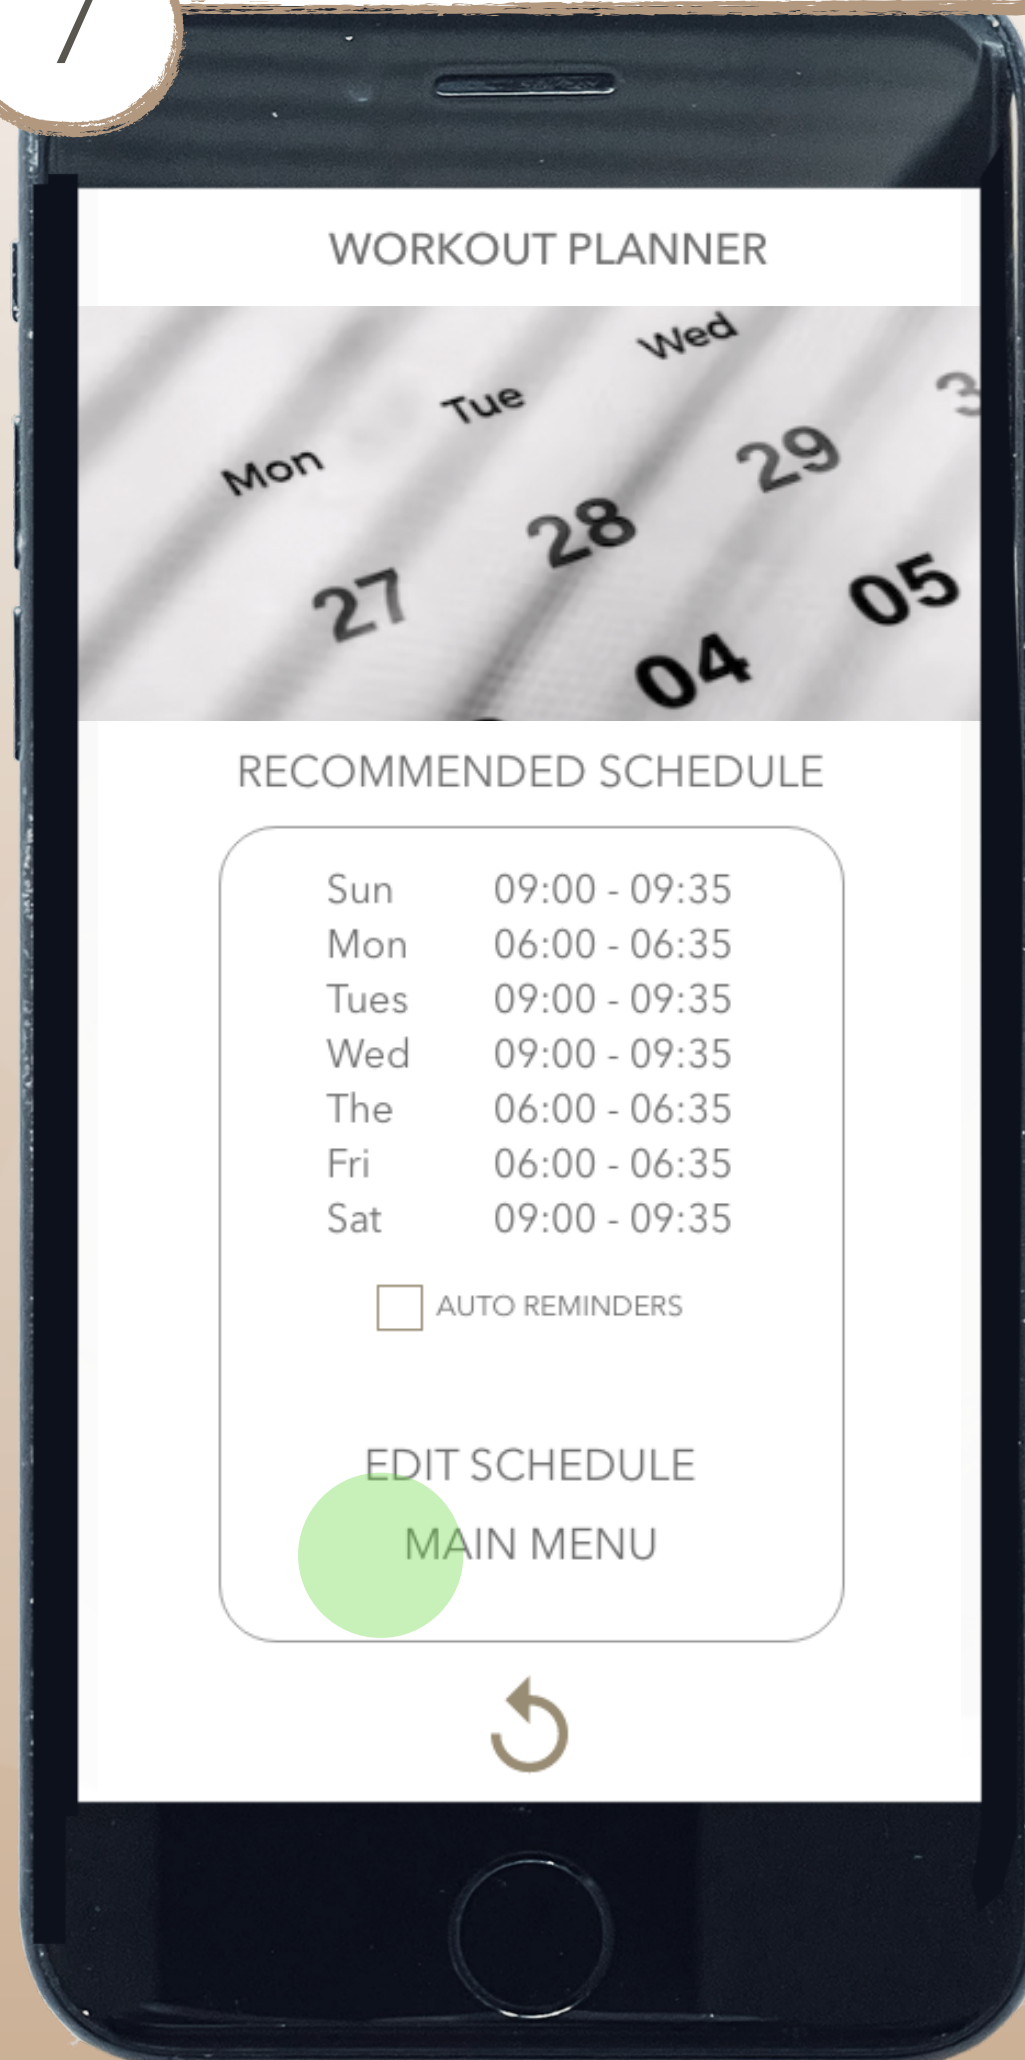 7
WORKOUT PLANNER
Mon Tue Wed
27 28 29 3
04 05
RECOMMENDED SCHEDULE
Sun 09:00 - 09:35
Mon 06:00 - 06:35
Tues 09:00 - 09:35
Wed 09:00 - 09:35
The 06:00 - 06:35
Fri 06:00 - 06:35
Sat 09:00 - 09:35
AUTO REMINDERS
EDIT SCHEDULE
MAIN MENU